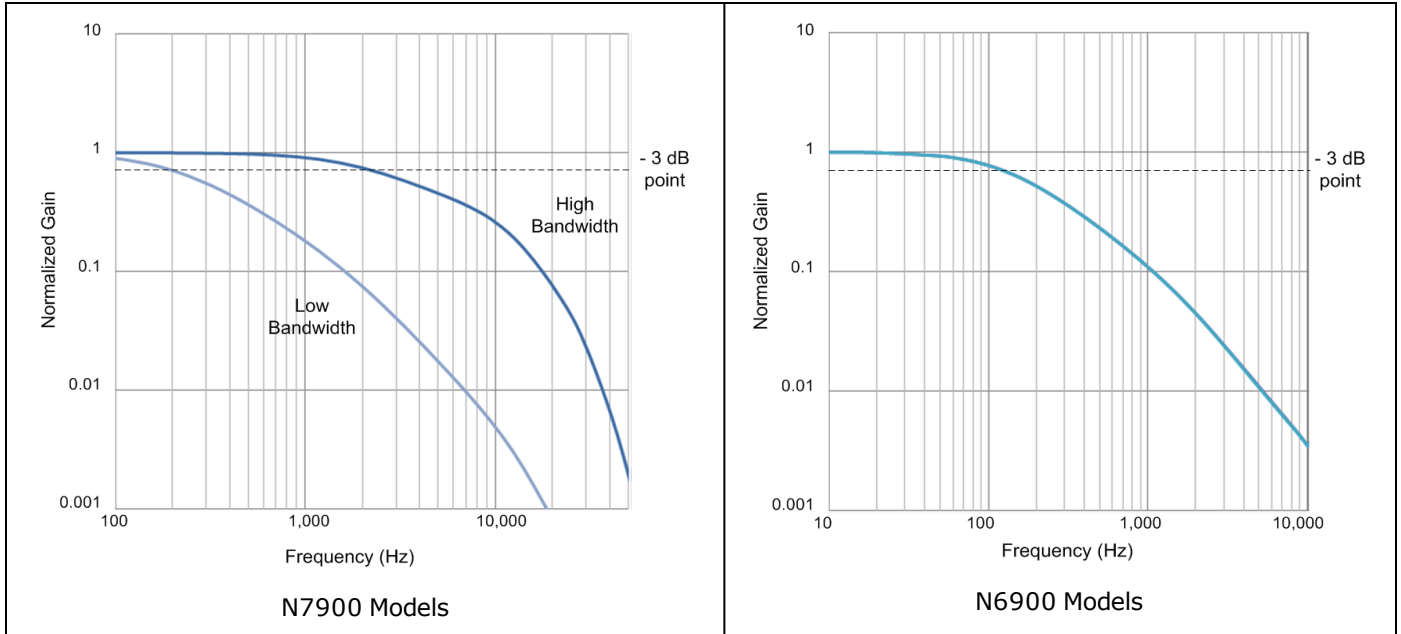 10
1
0.1
0.01
0.001
Normalized Gain
- 3 dB
point
High
Bandwidth
Low
Bandwidth
100
1,000
10,000
Frequency (Hz)
N7900 Models
10
1
0.1
0.01
0.001
Normalized Gain
- 3 dB
point
10
100
1,000
10,000
Frequency (Hz)
N6900 Models